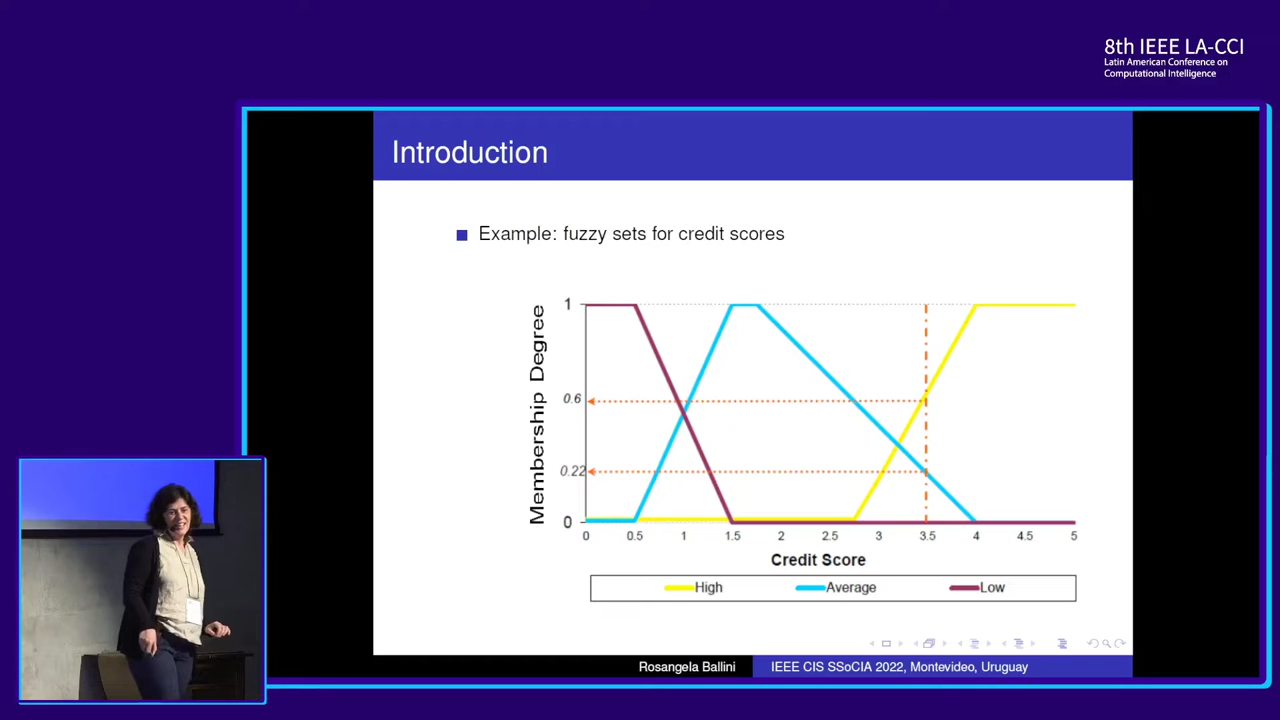 8th IEEE LA-CCI
Latin American Conference on
Computational Intelligence
Introduction
Example: fuzzy sets for credit scores
Membership Degree
1
0.6
0.22
0
0 0.5 1 1.5 2 2.5 3 3.5 4 4.5 5
Credit Score
High Average Low
Rosangela Ballini IEEE CIS SSoCIA 2022, Montevideo, Uruguay